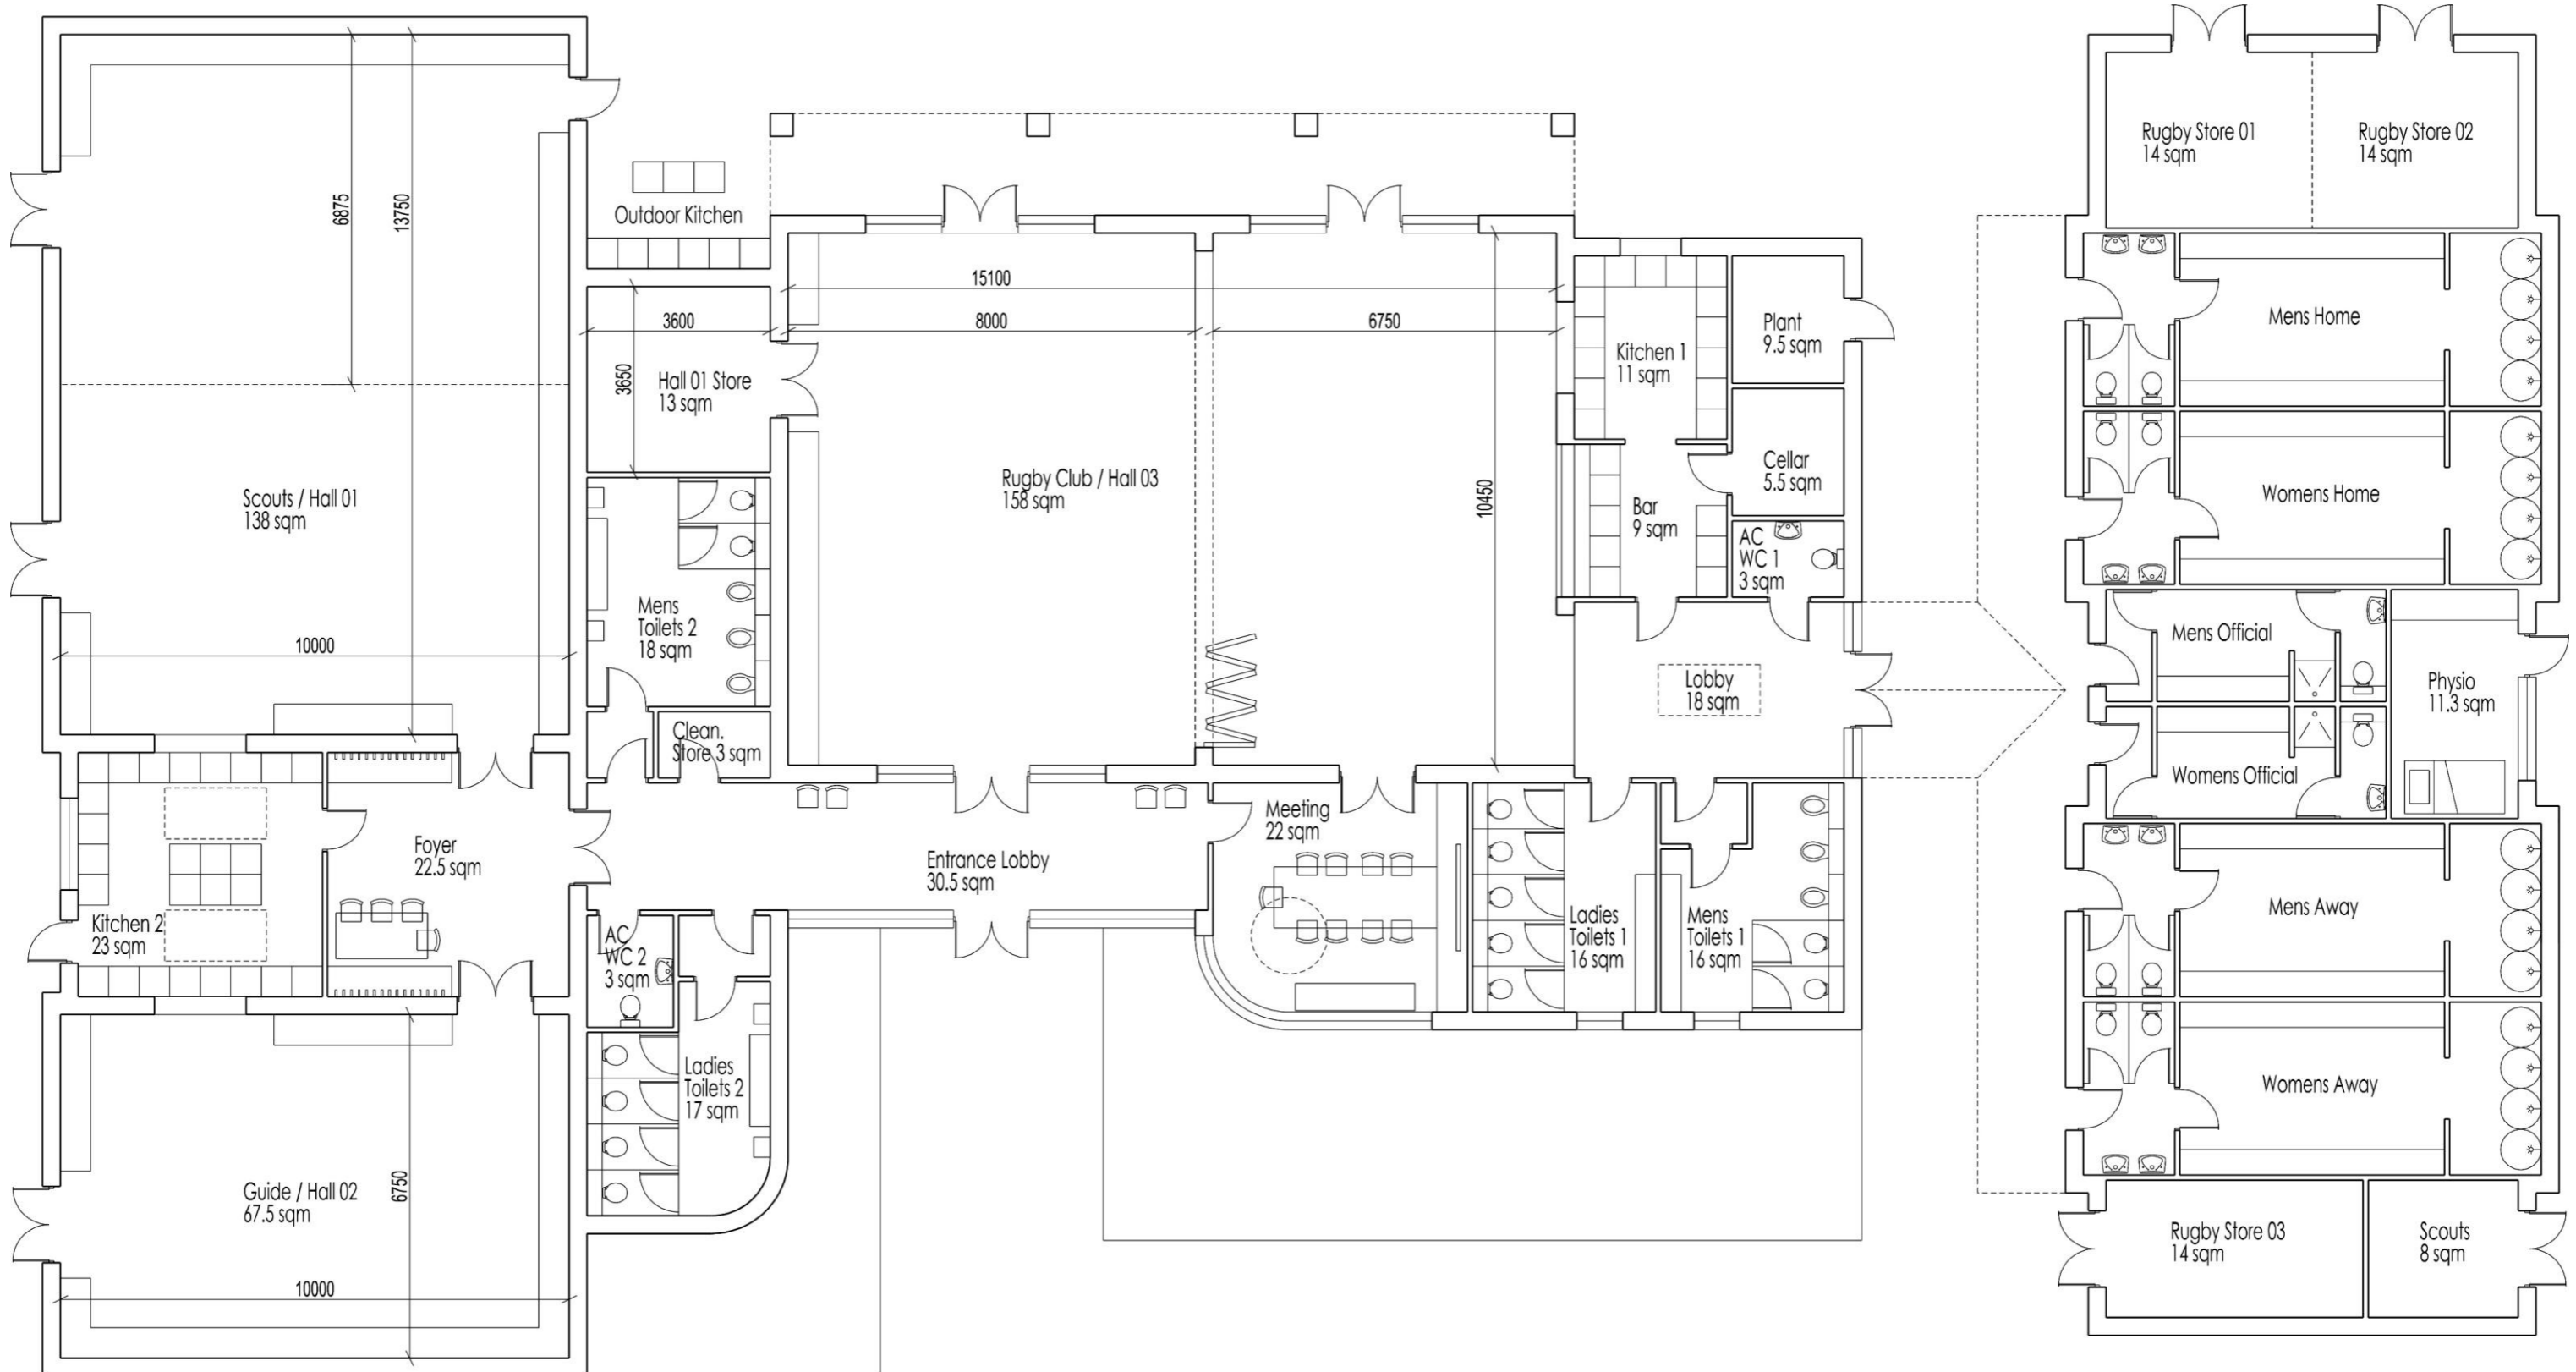 6875
13750
Scouts / Hall 01
138 sqm
10000
Outdoor Kitchen
3600
3650
Hall 01 Store
13 sqm
Mens
Toilets 2
18 sqm
Clean.
Store 3 sqm
15100
8000
6750
Rugby Club / Hall 03
158 sqm
10450
Kitchen 1
11 sqm
Plant
9.5 sqm
Cellar
5.5 sqm
Bar
9 sqm
AC
WC 1
3 sqm
Lobby
18 sqm
Kitchen 2
23 sqm
Foyer
22.5 sqm
Entrance Lobby
30.5 sqm
Meeting
22 sqm
AC
WC 2
3 sqm
Ladies
Toilets 2
17 sqm
Ladies
Toilets 1
16 sqm
Mens
Toilets 1
16 sqm
Guide / Hall 02
67.5 sqm
6750
10000
Rugby Store 01
14 sqm
Rugby Store 02
14 sqm
Mens Home
Womens Home
Mens Official
Womens Official
Physio
11.3 sqm
Mens Away
Womens Away
Rugby Store 03
14 sqm
Scouts
8 sqm